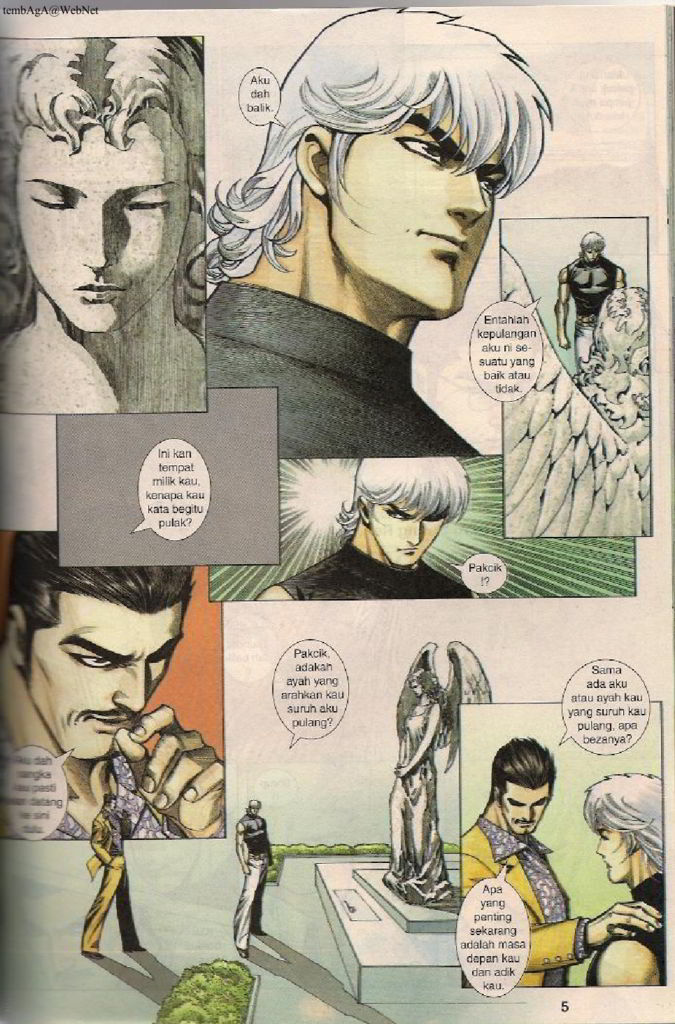 tembAgA@WebNet
Aku
dah
balik.
Entahlah
kepulangan
aku ni se-
suatu yang
baik atau
tidak.
Ini kan
tempat
milik kau,
kenapa kau
kata begitu
pulak?
Pakcik
!?
Aku dah
sangka
kau pasti
datang
ke sini
dulu.
Pakcik,
adakah
ayah yang
arahkan kau
suruh aku
pulang?
Sama
ada aku
atau ayah kau
yang suruh kau
pulang, apa
bezanya?
Apa
yang
penting
sekarang
adalah masa
depan kau
dan adik
kau.
5